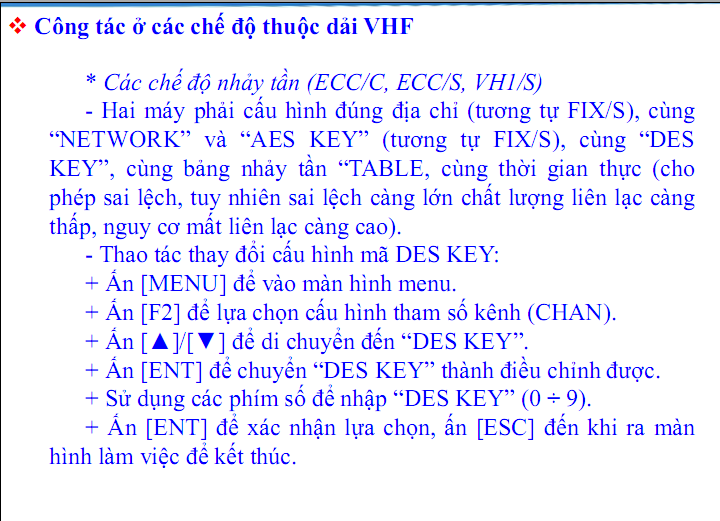 ❖ Công tác ở các chế độ thuộc dải VHF
* Các chế độ nhảy tần (ECC/C, ECC/S, VH1/S)
- Hai máy phải cấu hình đúng địa chỉ (tương tự FIX/S), cùng
“NETWORK” và “AES KEY” (tương tự FIX/S), cùng “DES
KEY”, cùng bảng nhảy tần “TABLE, cùng thời gian thực (cho
phép sai lệch, tuy nhiên sai lệch càng lớn chất lượng liên lạc càng
thấp, nguy cơ mất liên lạc càng cao).
- Thao tác thay đổi cấu hình mã DES KEY:
+ Ấn [MENU] để vào màn hình menu.
+ Ấn [F2] để lựa chọn cấu hình tham số kênh (CHAN).
+ Ấn [▲]/[▼] để di chuyển đến “DES KEY”.
+ Ấn [ENT] để chuyển “DES KEY” thành điều chỉnh được.
+ Sử dụng các phím số để nhập “DES KEY” (0 ÷ 9).
+ Ấn [ENT] để xác nhận lựa chọn, ấn [ESC] đến khi ra màn
hình làm việc để kết thúc.